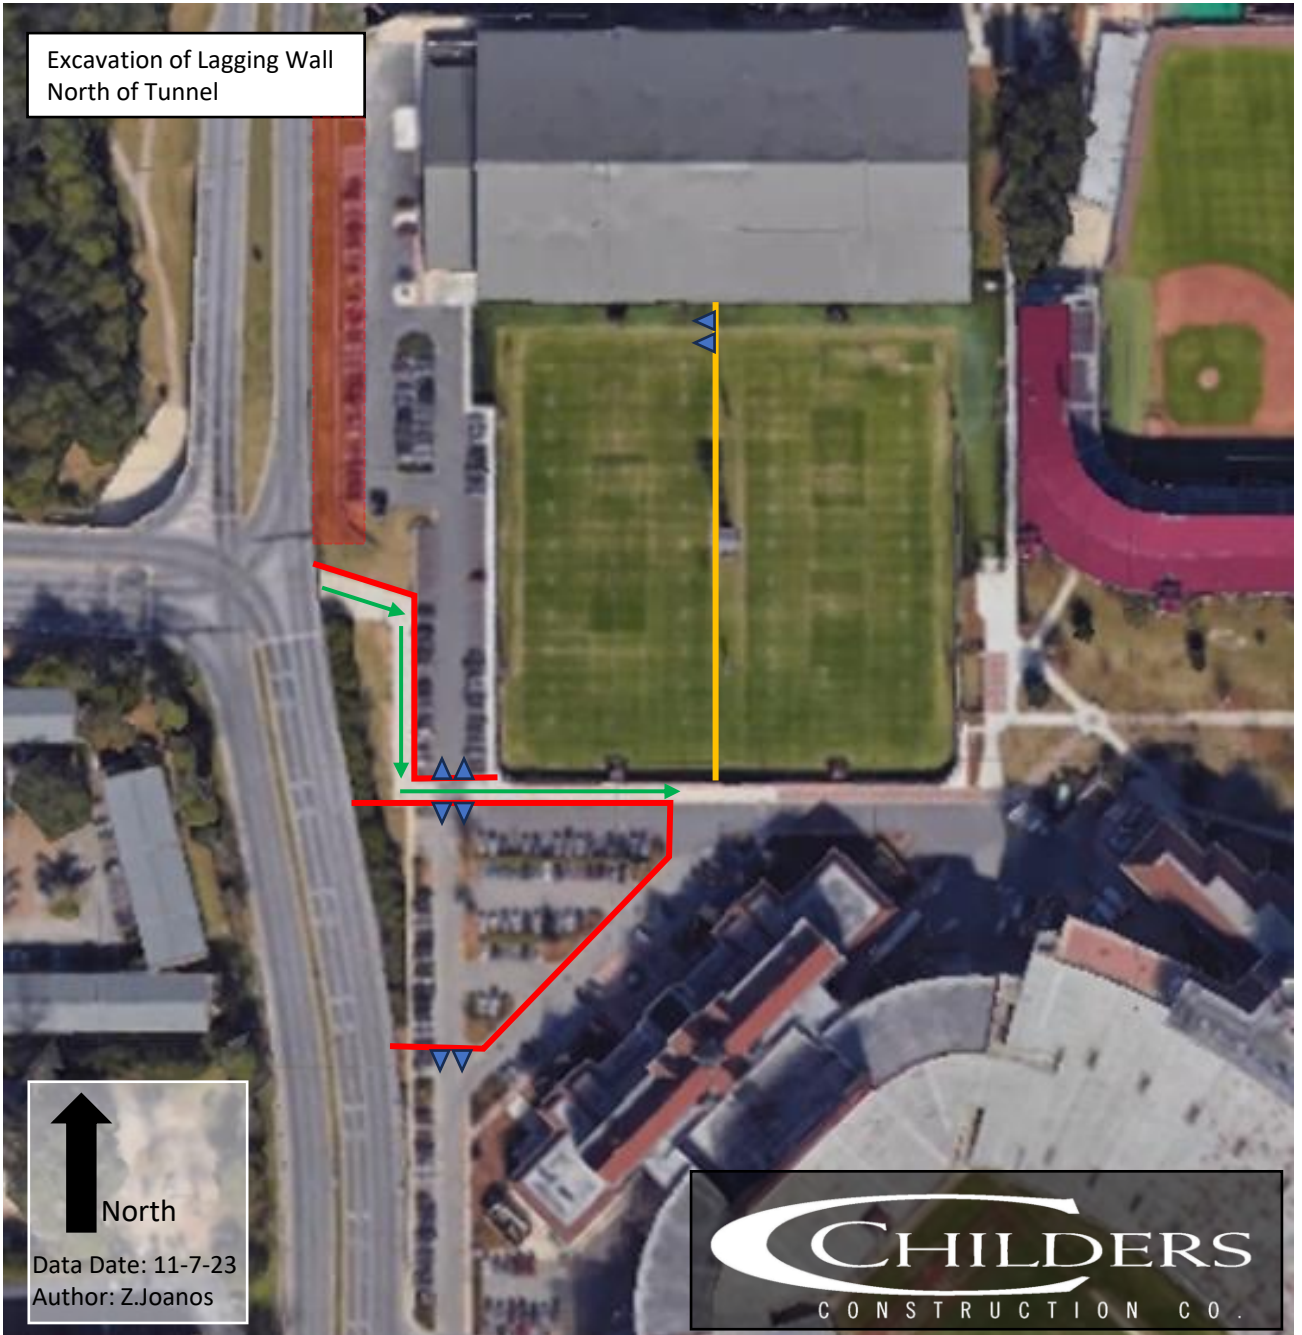 Excavation of Lagging Wall
North of Tunnel
North
Data Date: 11-7-23
Author: Z.Joanos
CHILDERS
CONSTRUCTION CO.